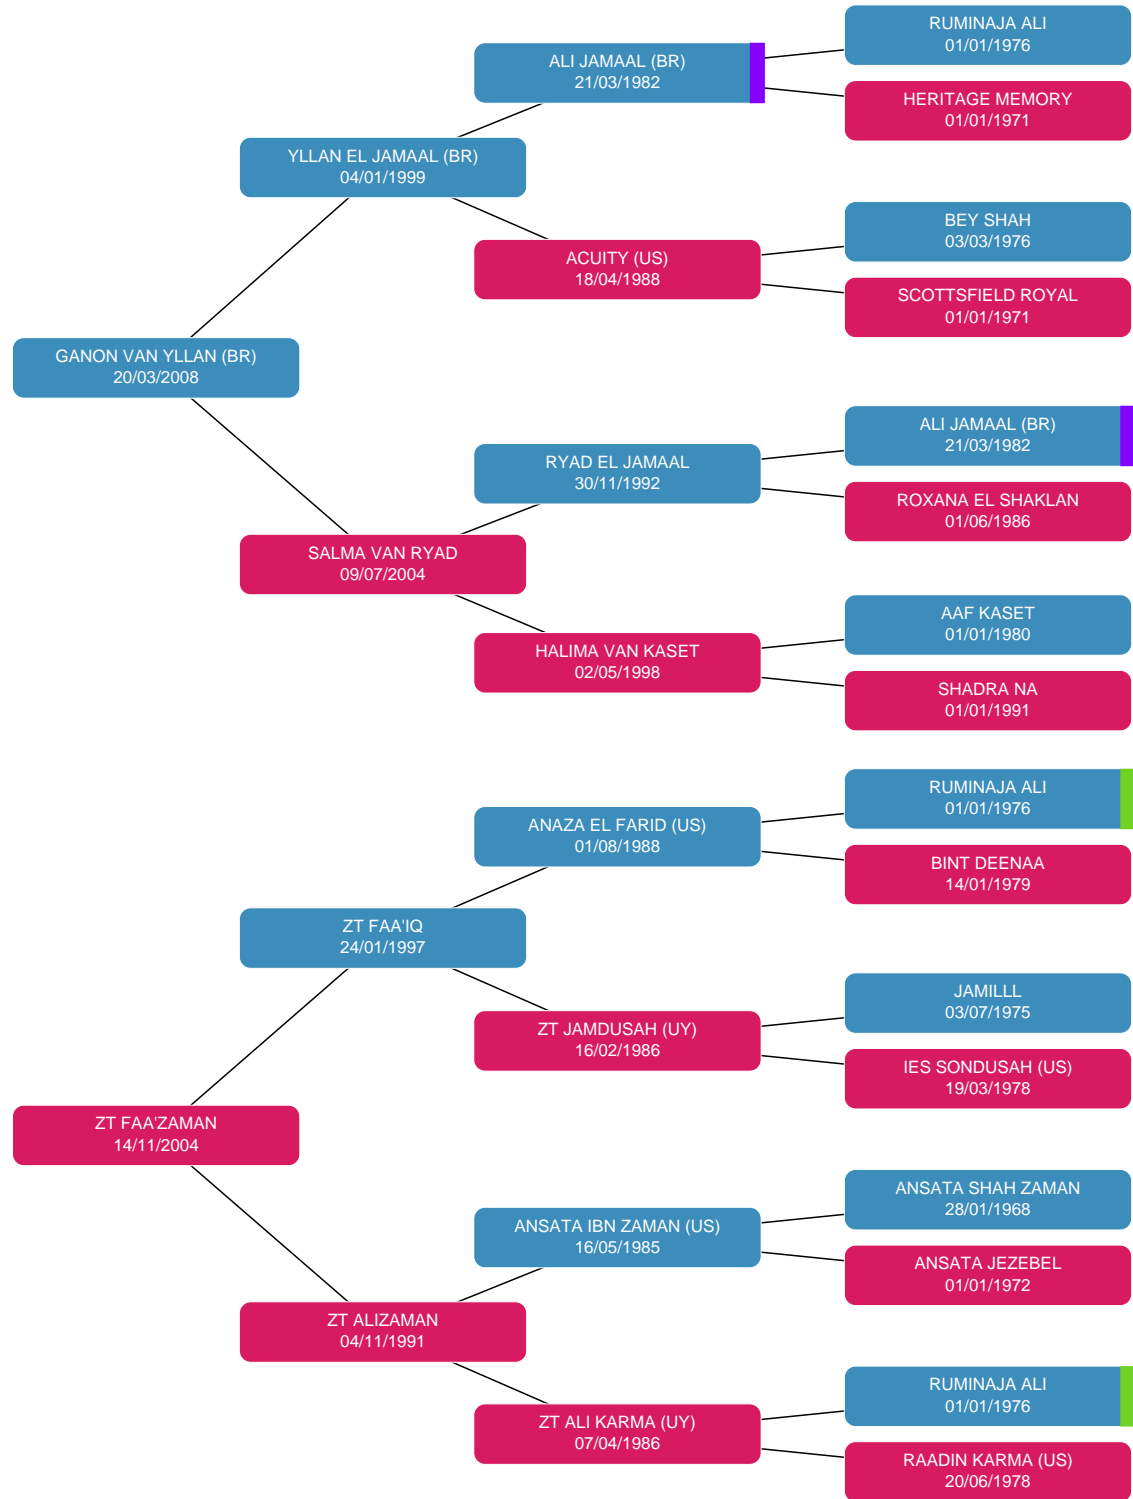 RUMINAJA ALI
01/01/1976
ALI JAMAAL (BR)
21/03/1982
HERITAGE MEMORY
01/01/1971
YLLAN EL JAMAAL (BR)
04/01/1999
BEY SHAH
03/03/1976
ACUITY (US)
18/04/1988
SCOTTSFIELD ROYAL
01/01/1971
GANON VAN YLLAN (BR)
20/03/2008
ALI JAMAAL (BR)
21/03/1982
RYAD EL JAMAAL
30/11/1992
ROXANA EL SHAKLAN
01/06/1986
SALMA VAN RYAD
09/07/2004
AAF KASET
01/01/1980
HALIMA VAN KASET
02/05/1998
SHADRA NA
01/01/1991
RUMINAJA ALI
01/01/1976
ANAZA EL FARID (US)
01/08/1988
BINT DEENAA
14/01/1979
ZT FAA'IQ
24/01/1997
JAMILLL
03/07/1975
ZT JAMDUSAH (UY)
16/02/1986
IES SONDUSAH (US)
19/03/1978
ZT FAA'ZAMAN
14/11/2004
ANSATA SHAH ZAMAN
28/01/1968
ANSATA IBN ZAMAN (US)
16/05/1985
ANSATA JEZEBEL
01/01/1972
ZT ALIZAMAN
04/11/1991
RUMINAJA ALI
01/01/1976
ZT ALI KARMA (UY)
07/04/1986
RAADIN KARMA (US)
20/06/1978